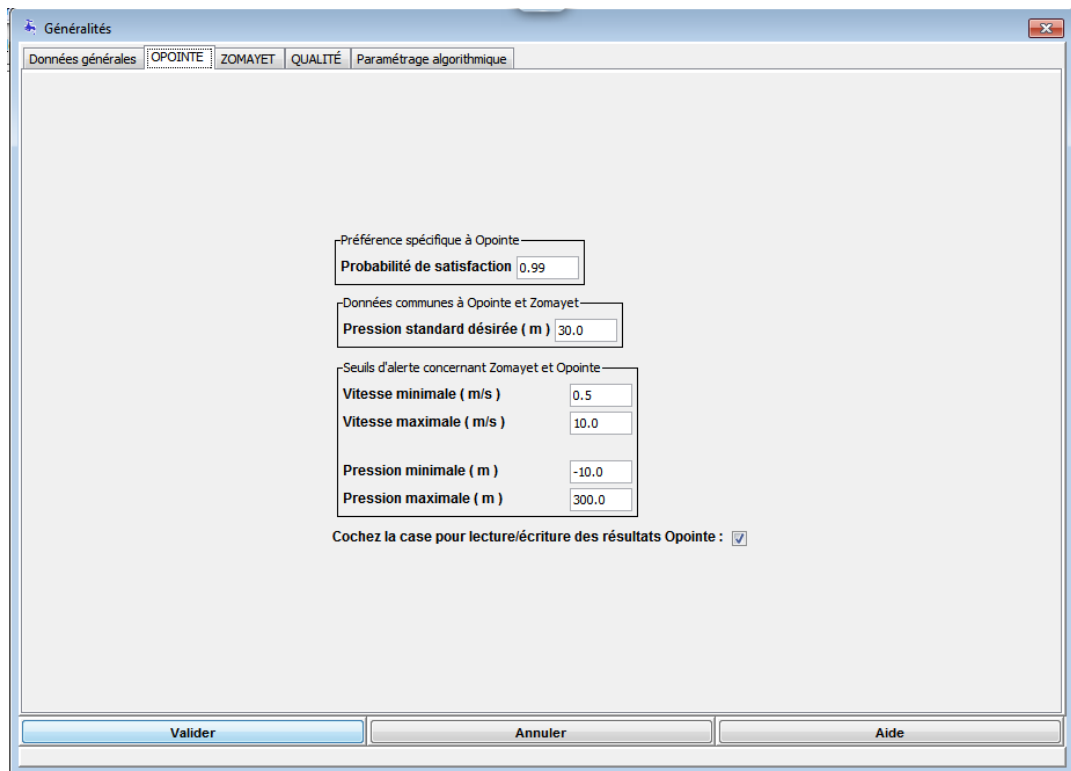 Généralités
Données générales OPOINTE ZOMAYET QUALITÉ Paramétrage algorithmique
Préférence spécifique à Opointe
Probabilité de satisfaction 0.99
Données communes à Opointe et Zomayet
Pression standard désirée ( m ) 30.0
Seuils d'alerte concernant Zomayet et Opointe
Vitesse minimale ( m/s ) 0.5
Vitesse maximale ( m/s ) 10.0
Pression minimale ( m ) -10.0
Pression maximale ( m ) 300.0
Cochez la case pour lecture/écriture des résultats Opointe :
Valider Annuler Aide